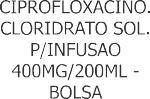 CIPROFLOXACINO.
CLORIDRATO SOL.
P/INFUSAO
400MG/200ML -
BOLSA